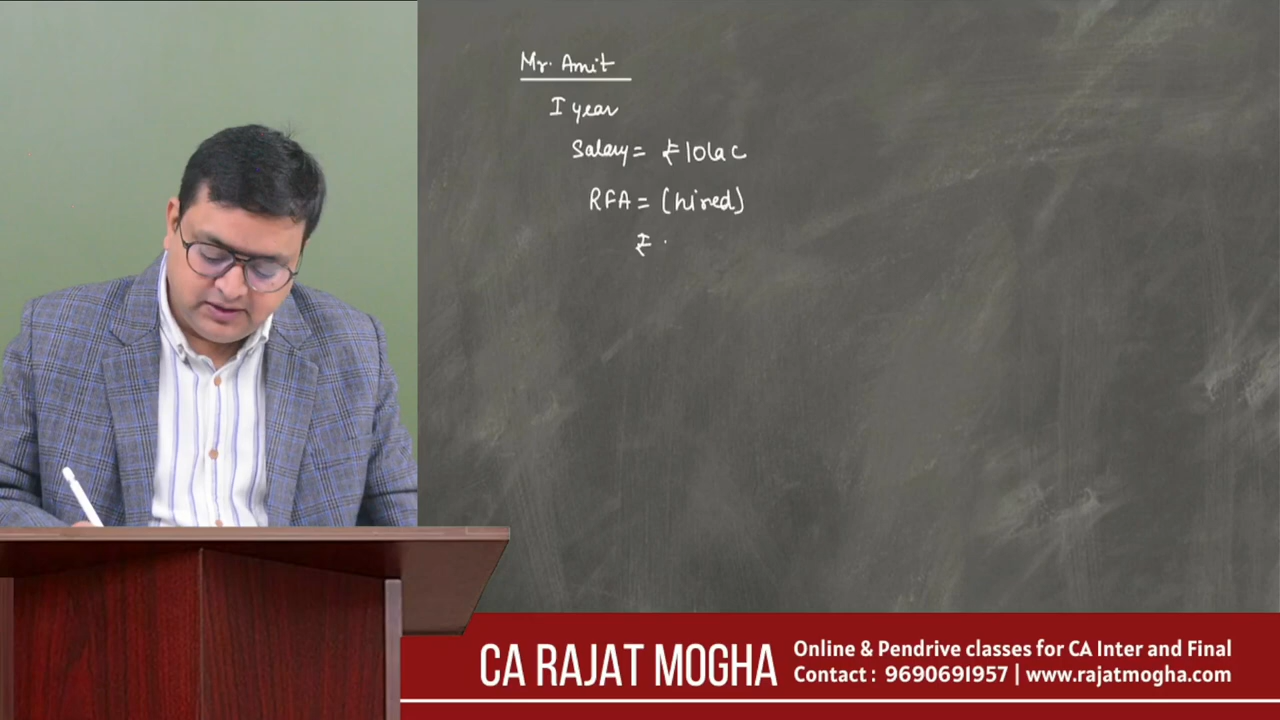 Mr. Amit
I year
Salary = ₹10lac
RFA = (hired)
₹ .
CA RAJAT MOGHA
Online & Pendrive classes for CA Inter and Final
Contact : 9690691957 | www.rajatmogha.com